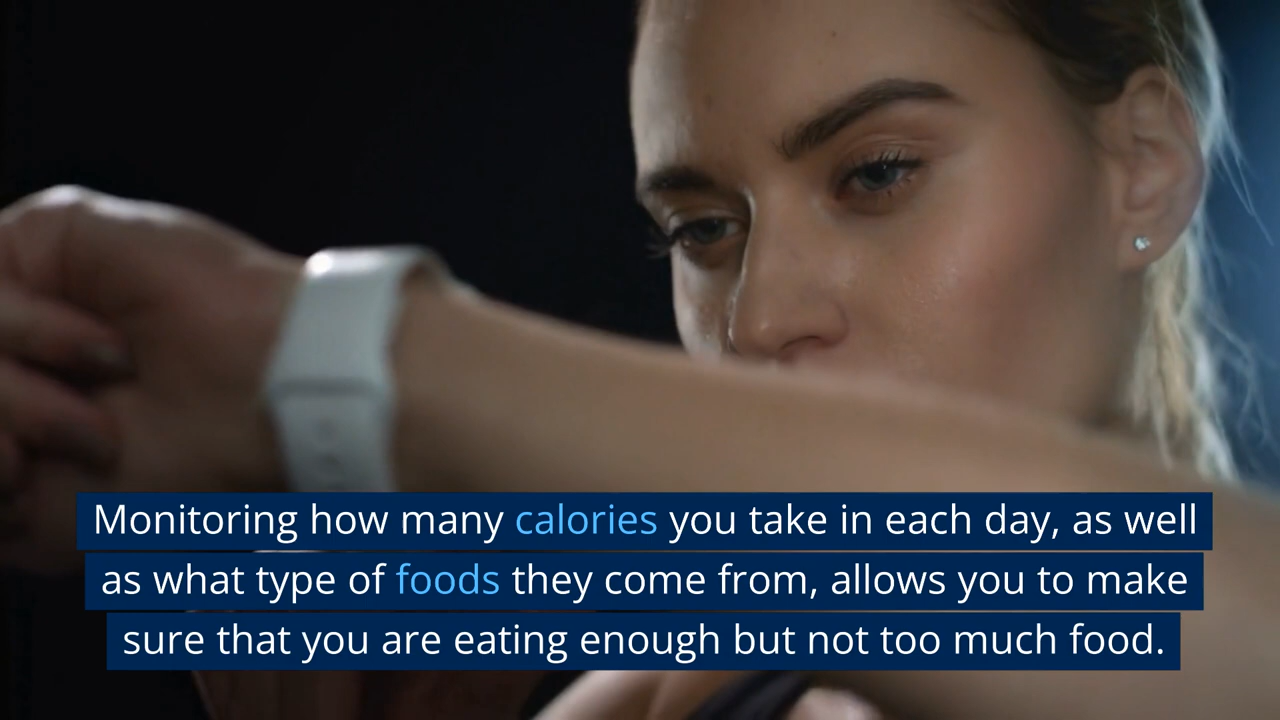 Monitoring how many calories you take in each day, as well
as what type of foods they come from, allows you to make
sure that you are eating enough but not too much food.